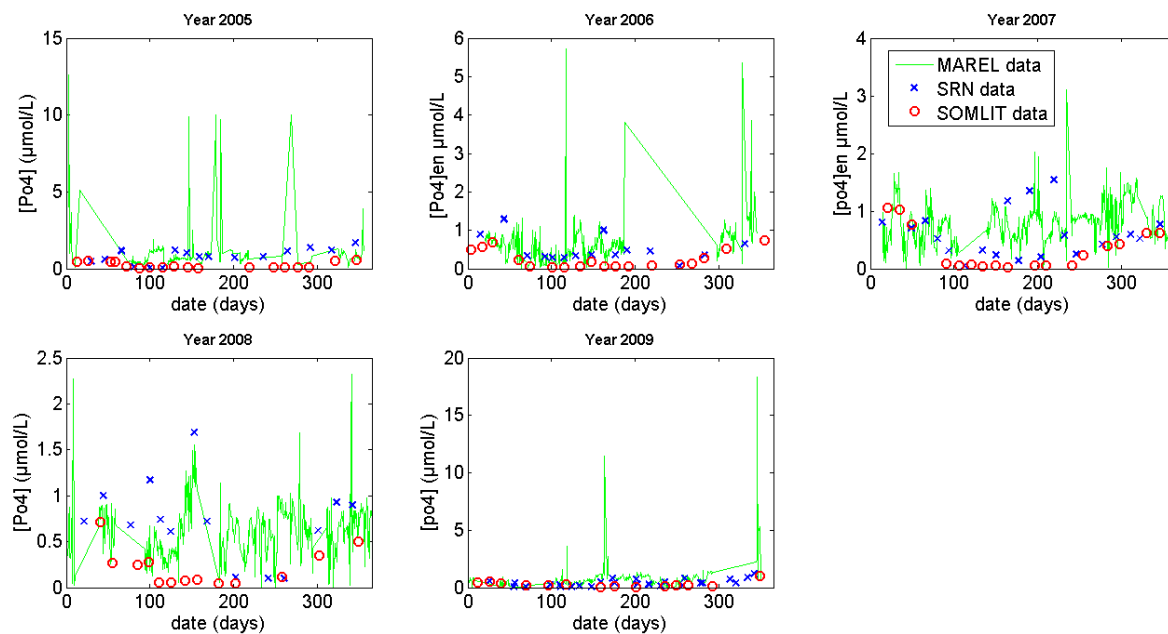 Year 2005
15
10
5
0
[Po4] (µmol/L)
0 100 200 300
date (days)
Year 2006
6
5
4
3
2
1
0
[Po4]en µmol/L
0 100 200 300
date (days)
Year 2007
4
3
2
1
0
[po4]en µmol/L
MAREL data
SRN data
SOMLIT data
0 100 200 300
date (days)
Year 2008
2.5
2
1.5
1
0.5
0
[Po4] (µmol/L)
0 100 200 300
date (days)
Year 2009
20
15
10
5
0
[po4] (µmol/L)
0 100 200 300
date (days)